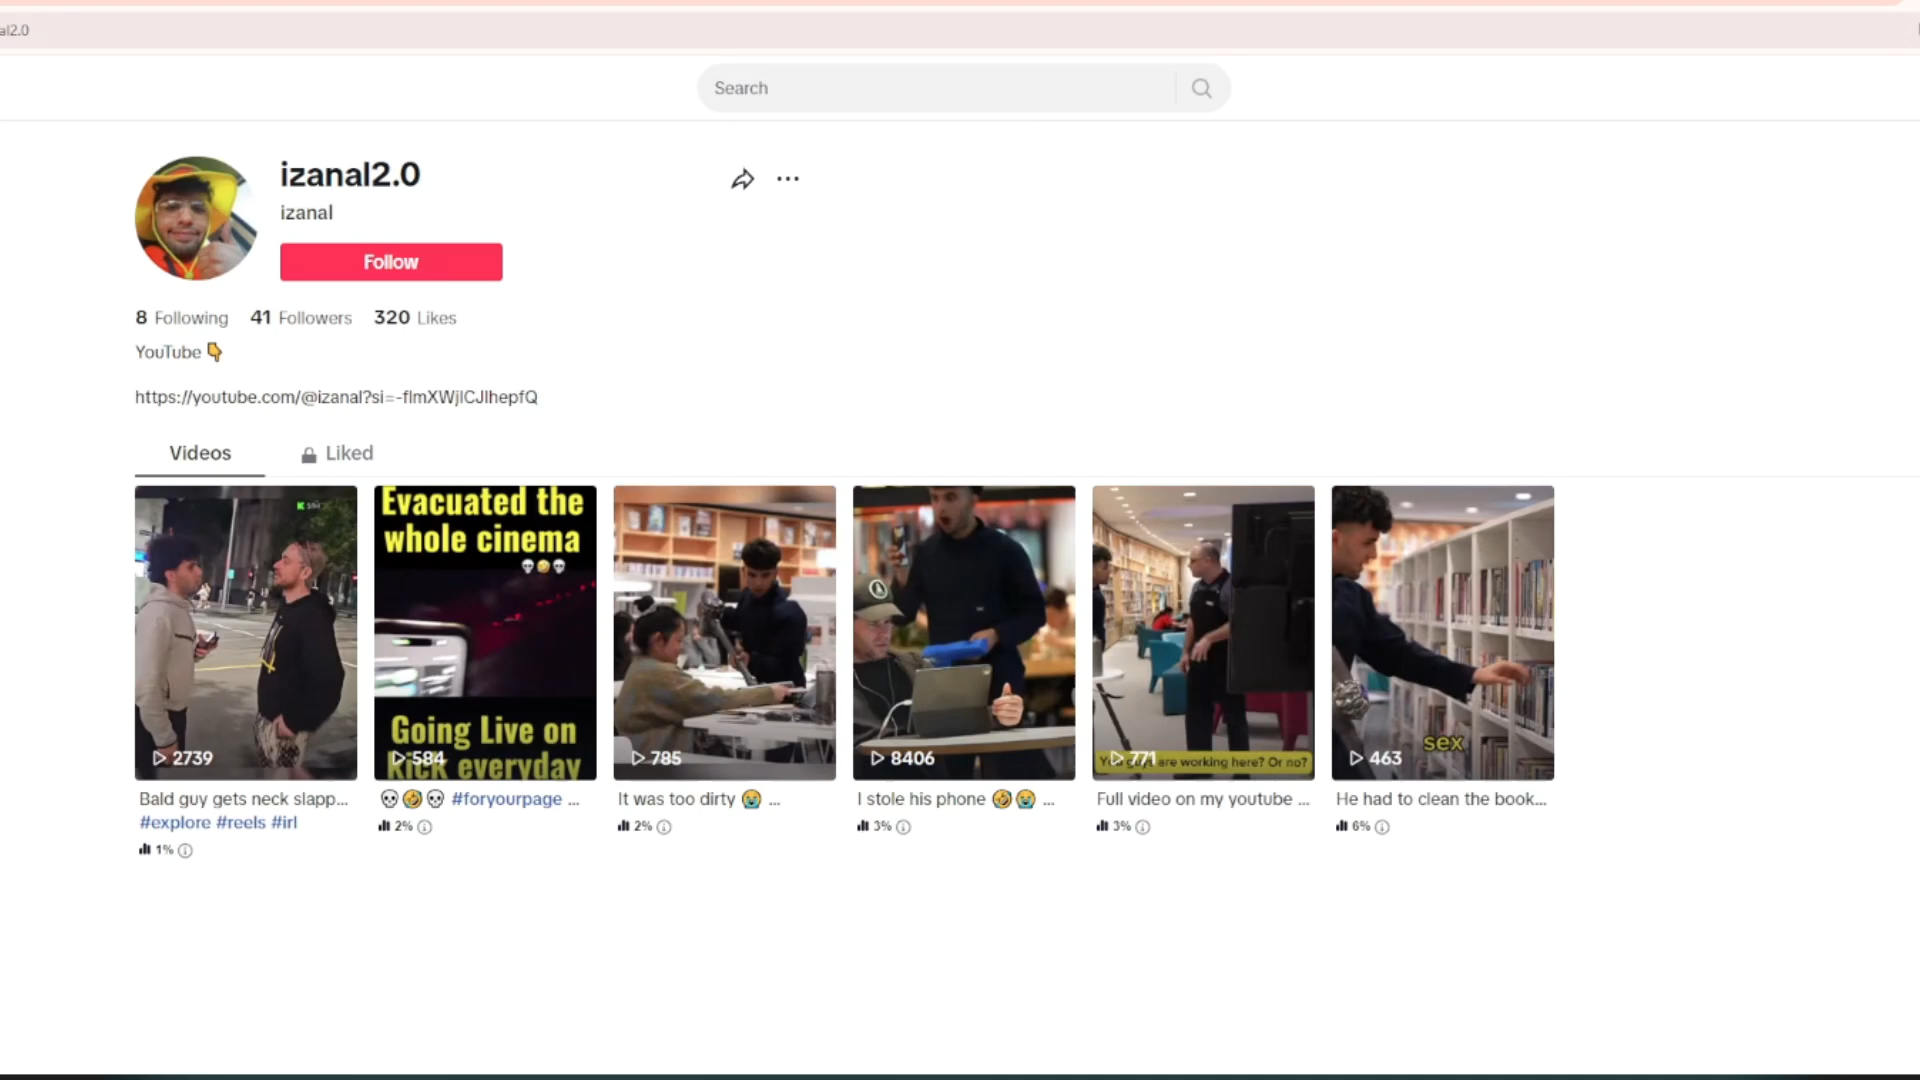 al2.0
Search
izanal2.0
izanal
Follow
8 Following 41 Followers 320 Likes
YouTube 👇
https://youtube.com/@izanal?si=-flmXWjlCJlhepfQ
Videos Liked
2739
Evacuated the
whole cinema
💀🤣💀
Going Live on
kick everyday
584
785
8406
You guys are working here? Or no?
771
sex
463
Bald guy gets neck slapp...
#explore #reels #irl
1%
💀🤣💀 #foryourpage ...
2%
It was too dirty 😭 ...
2%
I stole his phone 🤣😭 ...
3%
Full video on my youtube ...
3%
He had to clean the book...
6%